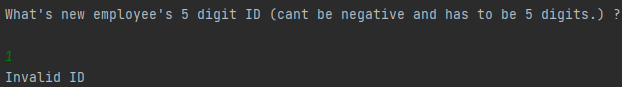 What's new employee's 5 digit ID (cant be negative and has to be 5 digits.) ?
1
Invalid ID